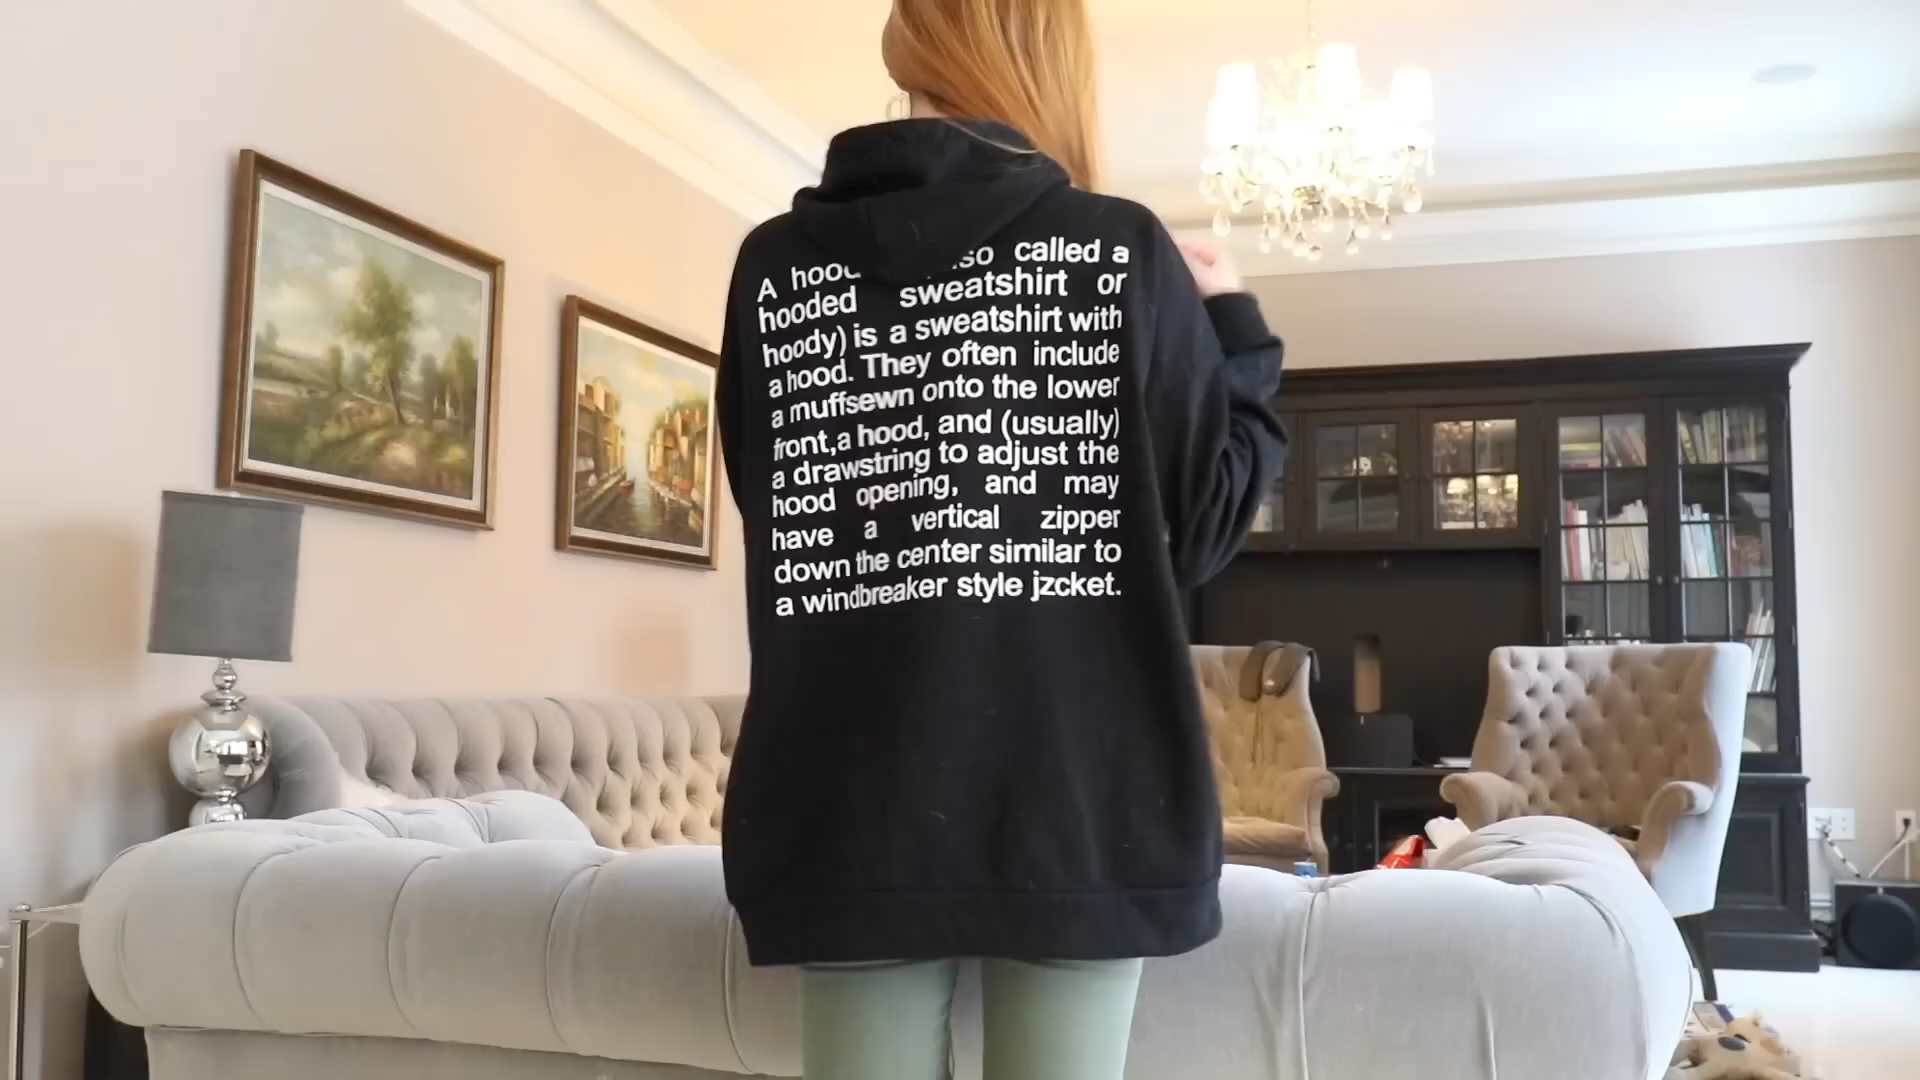 A called a
hooded sweatshirt or
hoody) is a sweatshirt with
a hood. They often include
a muffsewn onto the lower
front,a hood, and (usually)
a drawstring to adjust the
hood opening, and may
have a vertical zipper
down the center similar to
a windbreaker style jzcket.